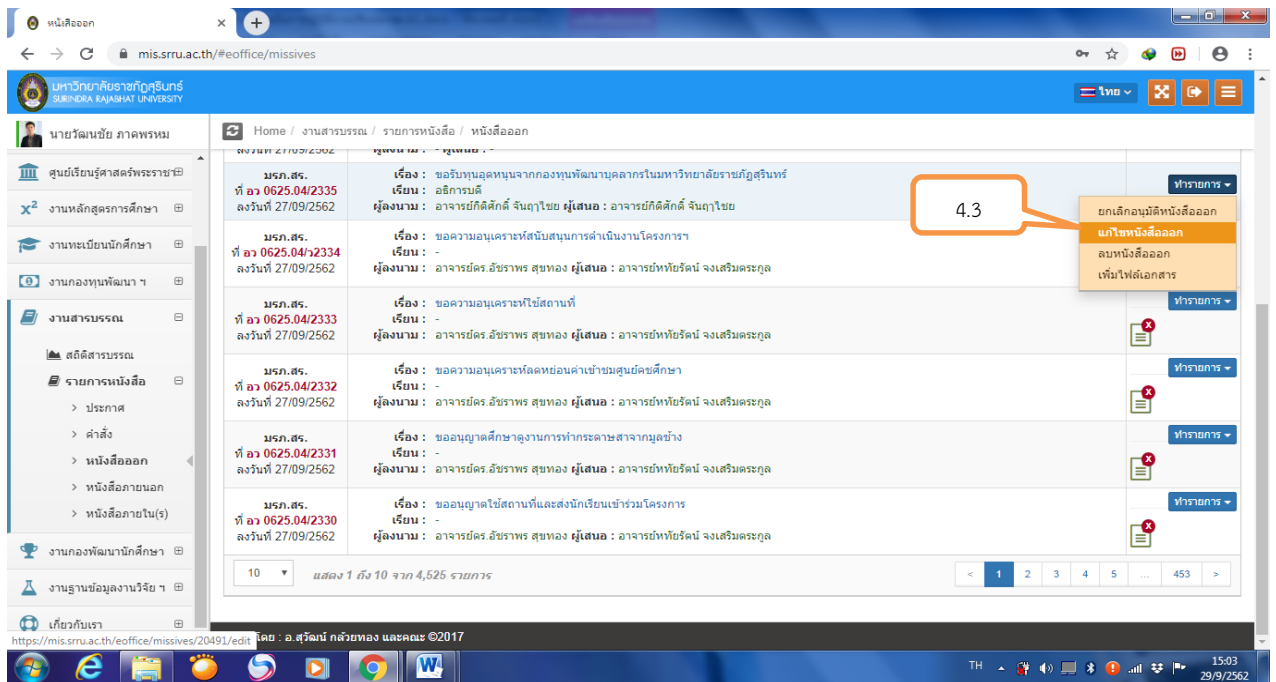 หนังสือออก
mis.srru.ac.th/#eoffice/missives
มหาวิทยาลัยราชภัฏสุรินทร์
SURINDRA RAJABHAT UNIVERSITY
ไทย
นายวัฒนชัย ภาคพรหม
Home / งานสารบรรณ / รายการหนังสือ / หนังสือออก
ศูนย์เรียนรู้ศาสตร์พระราชา
งานหลักสูตรการศึกษา
งานทะเบียนนักศึกษา
งานกองทุนพัฒนา ฯ
งานสารบรรณ
สถิติสารบรรณ
รายการหนังสือ
> ประกาศ
> คำสั่ง
> หนังสือออก
> หนังสือภายนอก
> หนังสือภายใน(s)
งานกองพัฒนานักศึกษา
งานฐานข้อมูลงานวิจัย ฯ
เกี่ยวกับเรา
ลงวันที่ 27/09/2562 ผู้ลงนาม : - ผู้เสนอ : -
มรภ.สร. เรื่อง : ขอรับทุนอุดหนุนจากกองทุนพัฒนาบุคลากรในมหาวิทยาลัยราชภัฏสุรินทร์ ทำรายการ
ที่ อว 0625.04/2335 เรียน : อธิการบดี
ลงวันที่ 27/09/2562 ผู้ลงนาม : อาจารย์กิติศักดิ์ จันฤาไชย ผู้เสนอ : อาจารย์กิติศักดิ์ จันฤาไชย
4.3
ยกเลิกอนุมัติหนังสือออก
แก้ไขหนังสือออก
ลบหนังสือออก
เพิ่มไฟล์เอกสาร
มรภ.สร. เรื่อง : ขอความอนุเคราะห์สนับสนุนการดำเนินงานโครงการฯ
ที่ อว 0625.04/ว2334 เรียน : -
ลงวันที่ 27/09/2562 ผู้ลงนาม : อาจารย์ดร.อัชราพร สุขทอง ผู้เสนอ : อาจารย์หทัยรัตน์ จงเสริมตระกูล
มรภ.สร. เรื่อง : ขอความอนุเคราะห์ใช้สถานที่ ทำรายการ
ที่ อว 0625.04/2333 เรียน : -
ลงวันที่ 27/09/2562 ผู้ลงนาม : อาจารย์ดร.อัชราพร สุขทอง ผู้เสนอ : อาจารย์หทัยรัตน์ จงเสริมตระกูล
มรภ.สร. เรื่อง : ขอความอนุเคราะห์ลดหย่อนค่าเข้าชมศูนย์คชศึกษา ทำรายการ
ที่ อว 0625.04/2332 เรียน : -
ลงวันที่ 27/09/2562 ผู้ลงนาม : อาจารย์ดร.อัชราพร สุขทอง ผู้เสนอ : อาจารย์หทัยรัตน์ จงเสริมตระกูล
มรภ.สร. เรื่อง : ขออนุญาตศึกษาดูงานการทำกระดาษสาจากมูลช้าง ทำรายการ
ที่ อว 0625.04/2331 เรียน : -
ลงวันที่ 27/09/2562 ผู้ลงนาม : อาจารย์ดร.อัชราพร สุขทอง ผู้เสนอ : อาจารย์หทัยรัตน์ จงเสริมตระกูล
มรภ.สร. เรื่อง : ขออนุญาตใช้สถานที่และส่งนักเรียนเข้าร่วมโครงการ ทำรายการ
ที่ อว 0625.04/2330 เรียน : -
ลงวันที่ 27/09/2562 ผู้ลงนาม : อาจารย์ดร.อัชราพร สุขทอง ผู้เสนอ : อาจารย์หทัยรัตน์ จงเสริมตระกูล
10 แสดง 1 ถึง 10 จาก 4,525 รายการ < 1 2 3 4 5 ... 453 >
https://mis.srru.ac.th/eoffice/missives/20491/edit โดย : อ.สุวัฒน์ กล้วยทอง และคณะ ©2017
TH 15:03
29/9/2562